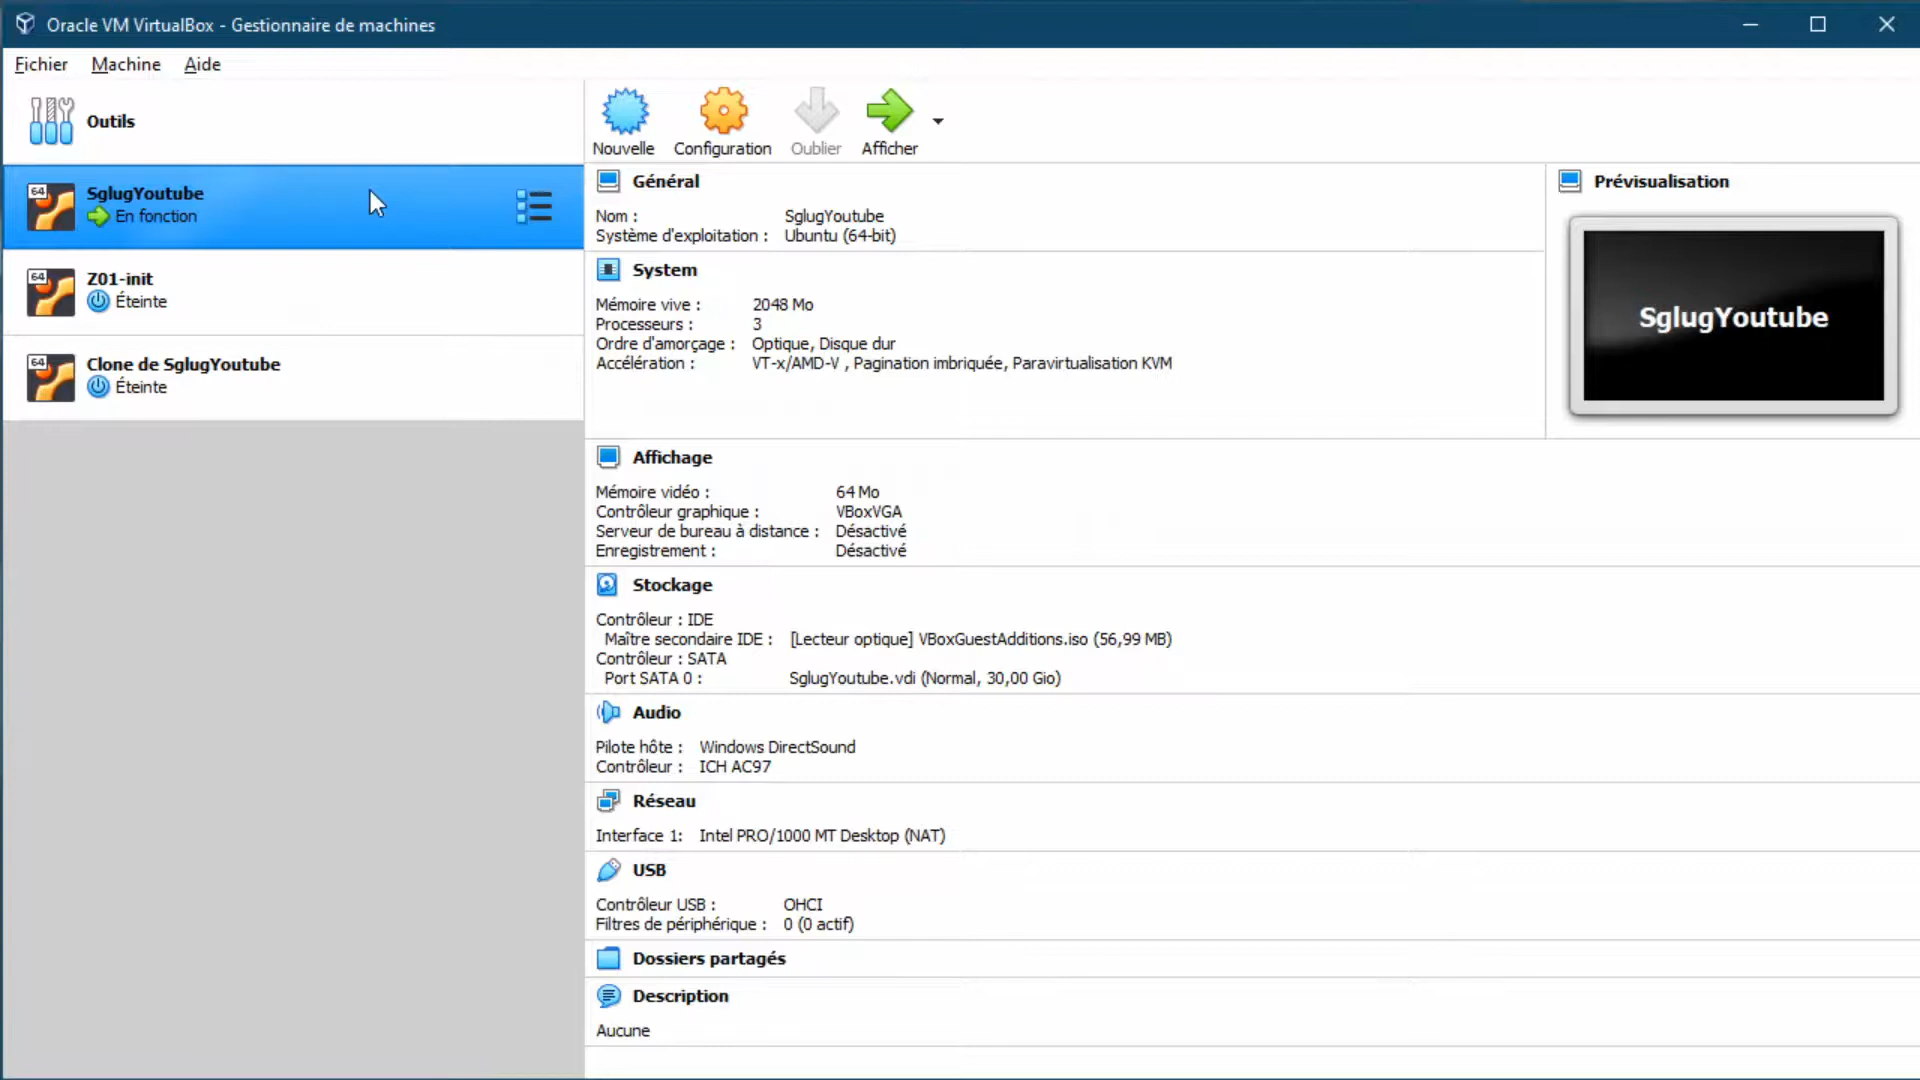 Oracle VM VirtualBox - Gestionnaire de machines
Fichier Machine Aide
Outils
Nouvelle Configuration Oublier Afficher
64
SglugYoutube
En fonction
64
Z01-init
Éteinte
64
Clone de SglugYoutube
Éteinte
Général
Nom : SglugYoutube
Système d'exploitation : Ubuntu (64-bit)
System
Mémoire vive : 2048 Mo
Processeurs : 3
Ordre d'amorçage : Optique, Disque dur
Accélération : VT-x/AMD-V , Pagination imbriquée, Paravirtualisation KVM
Prévisualisation
SglugYoutube
Affichage
Mémoire vidéo : 64 Mo
Contrôleur graphique : VBoxVGA
Serveur de bureau à distance : Désactivé
Enregistrement : Désactivé
Stockage
Contrôleur : IDE
Maître secondaire IDE : [Lecteur optique] VBoxGuestAdditions.iso (56,99 MB)
Contrôleur : SATA
Port SATA 0 : SglugYoutube.vdi (Normal, 30,00 Gio)
Audio
Pilote hôte : Windows DirectSound
Contrôleur : ICH AC97
Réseau
Interface 1: Intel PRO/1000 MT Desktop (NAT)
USB
Contrôleur USB : OHCI
Filtres de périphérique : 0 (0 actif)
Dossiers partagés
Description
Aucune